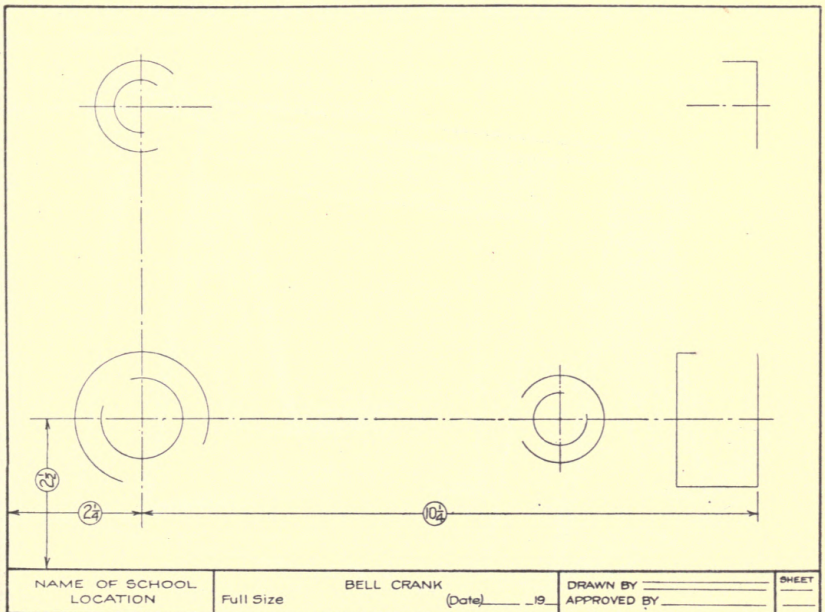 2½
2¼
10¼
NAME OF SCHOOL
LOCATION
Full Size
BELL CRANK
(Date) 19
DRAWN BY
APPROVED BY
SHEET